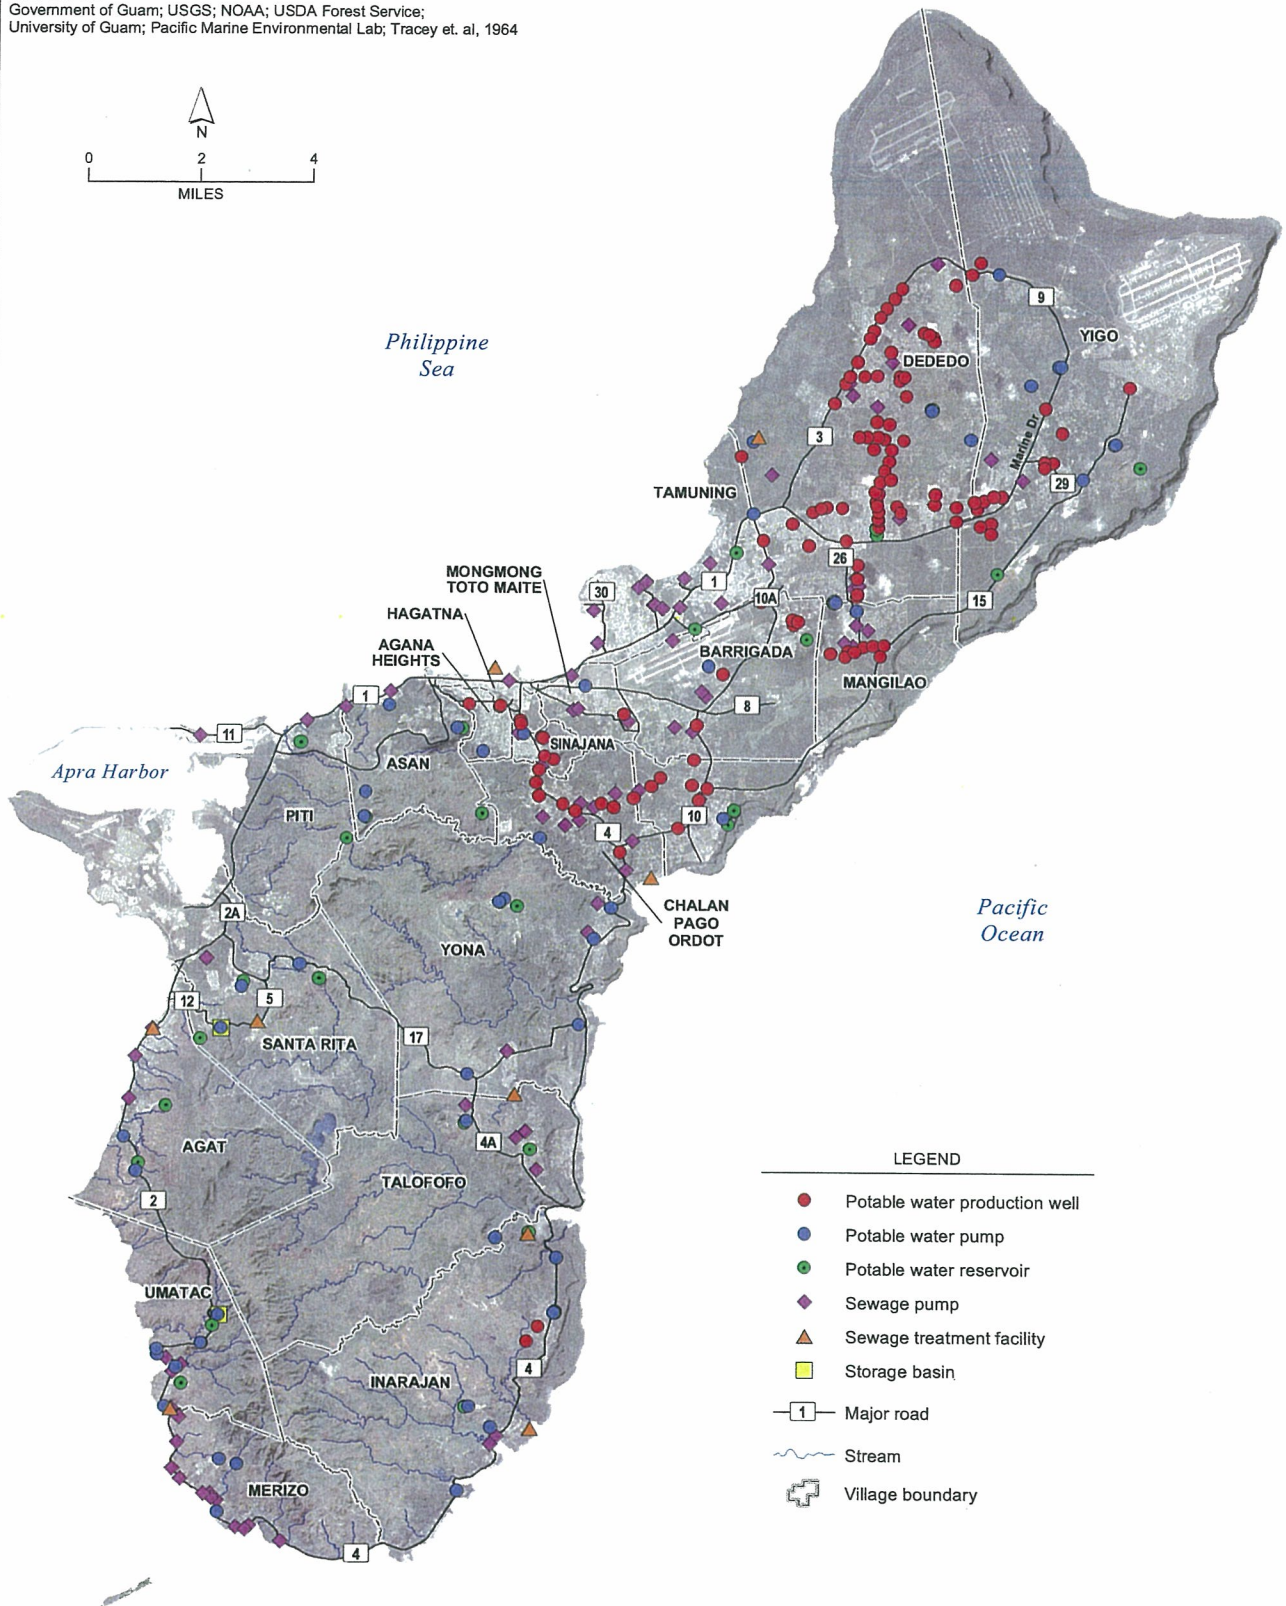 Government of Guam; USGS; NOAA; USDA Forest Service;
University of Guam; Pacific Marine Environmental Lab; Tracey et. al, 1964
N
0 2 4
MILES
9
YIGO
Philippine
Sea
DEDEDO
3
Marine Dr
29
TAMUNING
26
MONGMONG
TOTO MAITE
1
30
10A
15
HAGATNA
AGANA
HEIGHTS
BARRIGADA
MANGILAO
1
8
11
SINAJANA
ASAN
Apra Harbor
PITI
10
4
CHALAN
PAGO
ORDOT
2A
Pacific
Ocean
YONA
12
5
17
SANTA RITA
AGAT
4A
TALOFOFO
2
UMATAC
4
INARAJAN
MERIZO
4
LEGEND
Potable water production well
Potable water pump
Potable water reservoir
Sewage pump
Sewage treatment facility
Storage basin
1 Major road
Stream
Village boundary